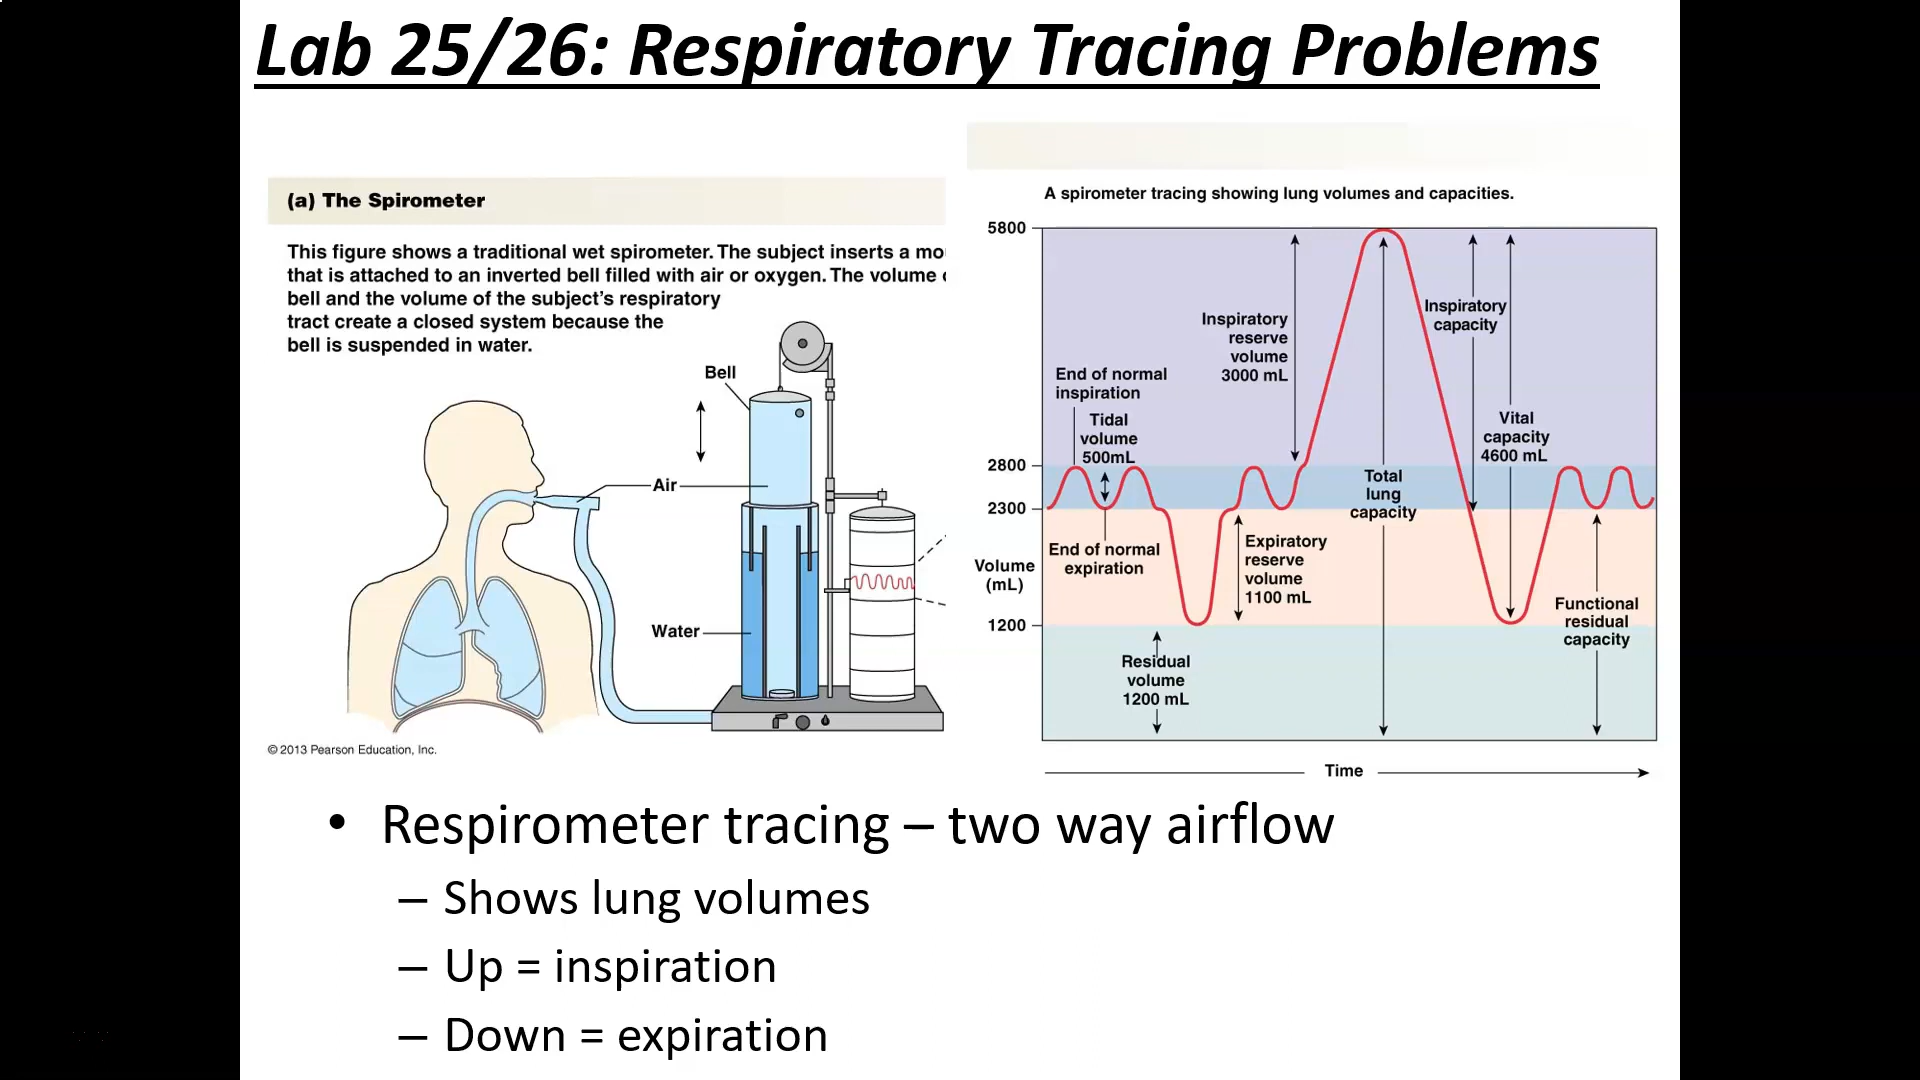 Lab 25/26: Respiratory Tracing Problems
(a) The Spirometer
This figure shows a traditional wet spirometer. The subject inserts a mo
that is attached to an inverted bell filled with air or oxygen. The volume
bell and the volume of the subject's respiratory
tract create a closed system because the
bell is suspended in water.
Bell
Air
Water
© 2013 Pearson Education, Inc.
A spirometer tracing showing lung volumes and capacities.
5800
2800
2300
Volume
(mL)
1200
End of normal
inspiration
Tidal
volume
500mL
End of normal
expiration
Residual
volume
1200 mL
Inspiratory
reserve
volume
3000 mL
Expiratory
reserve
volume
1100 mL
Total
lung
capacity
Inspiratory
capacity
Vital
capacity
4600 mL
Functional
residual
capacity
Time
• Respirometer tracing – two way airflow
– Shows lung volumes
– Up = inspiration
– Down = expiration